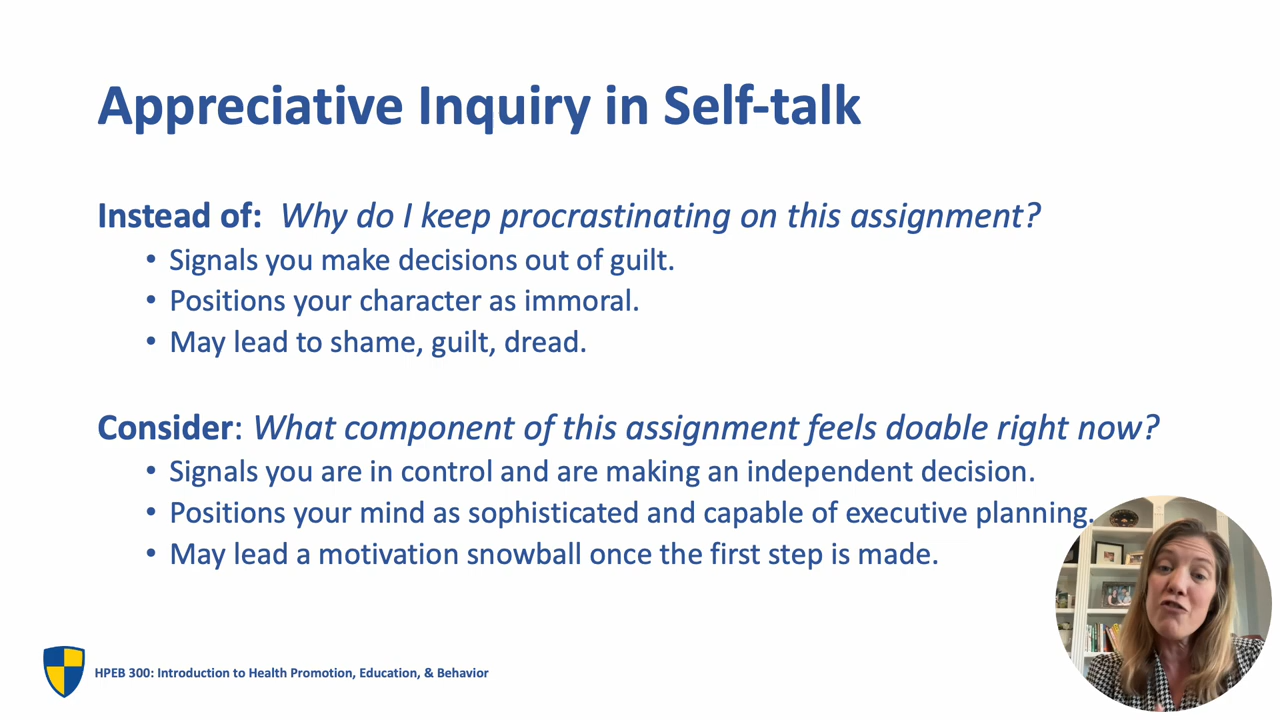 Appreciative Inquiry in Self-talk
Instead of: Why do I keep procrastinating on this assignment?
• Signals you make decisions out of guilt.
• Positions your character as immoral.
• May lead to shame, guilt, dread.
Consider: What component of this assignment feels doable right now?
• Signals you are in control and are making an independent decision.
• Positions your mind as sophisticated and capable of executive planning.
• May lead a motivation snowball once the first step is made.
HPEB 300: Introduction to Health Promotion, Education, & Behavior